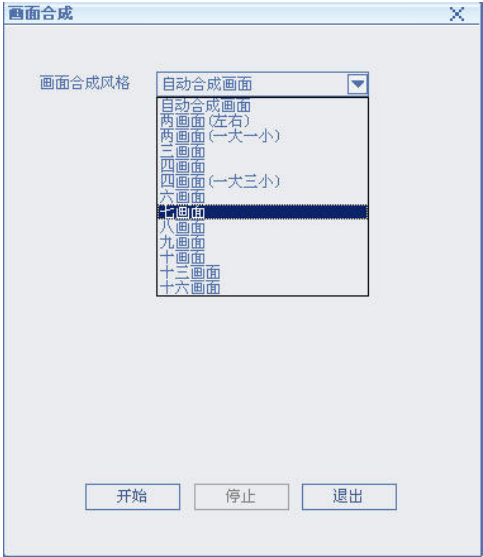 画面合成
画面合成风格 自动合成画面
自动合成画面
两画面(左右)
两画面(一大一小)
三画面
四画面
四画面(一大三小)
六画面
七画面
八画面
九画面
十画面
十三画面
十六画面
开始 停止 退出